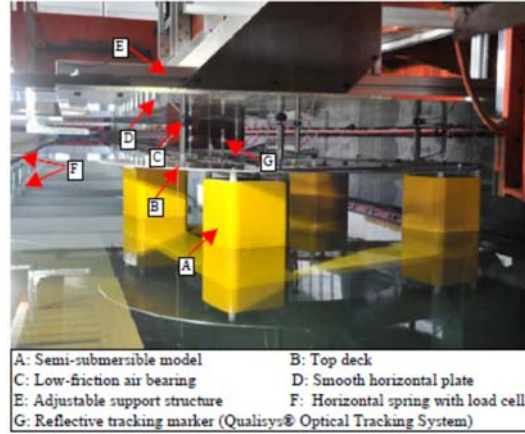 E
D
C
G
F
B
A
A: Semi-submersible model B: Top deck
C: Low-friction air bearing D: Smooth horizontal plate
E: Adjustable support structure F: Horizontal spring with load cell
G: Reflective tracking marker (Qualisys® Optical Tracking System)